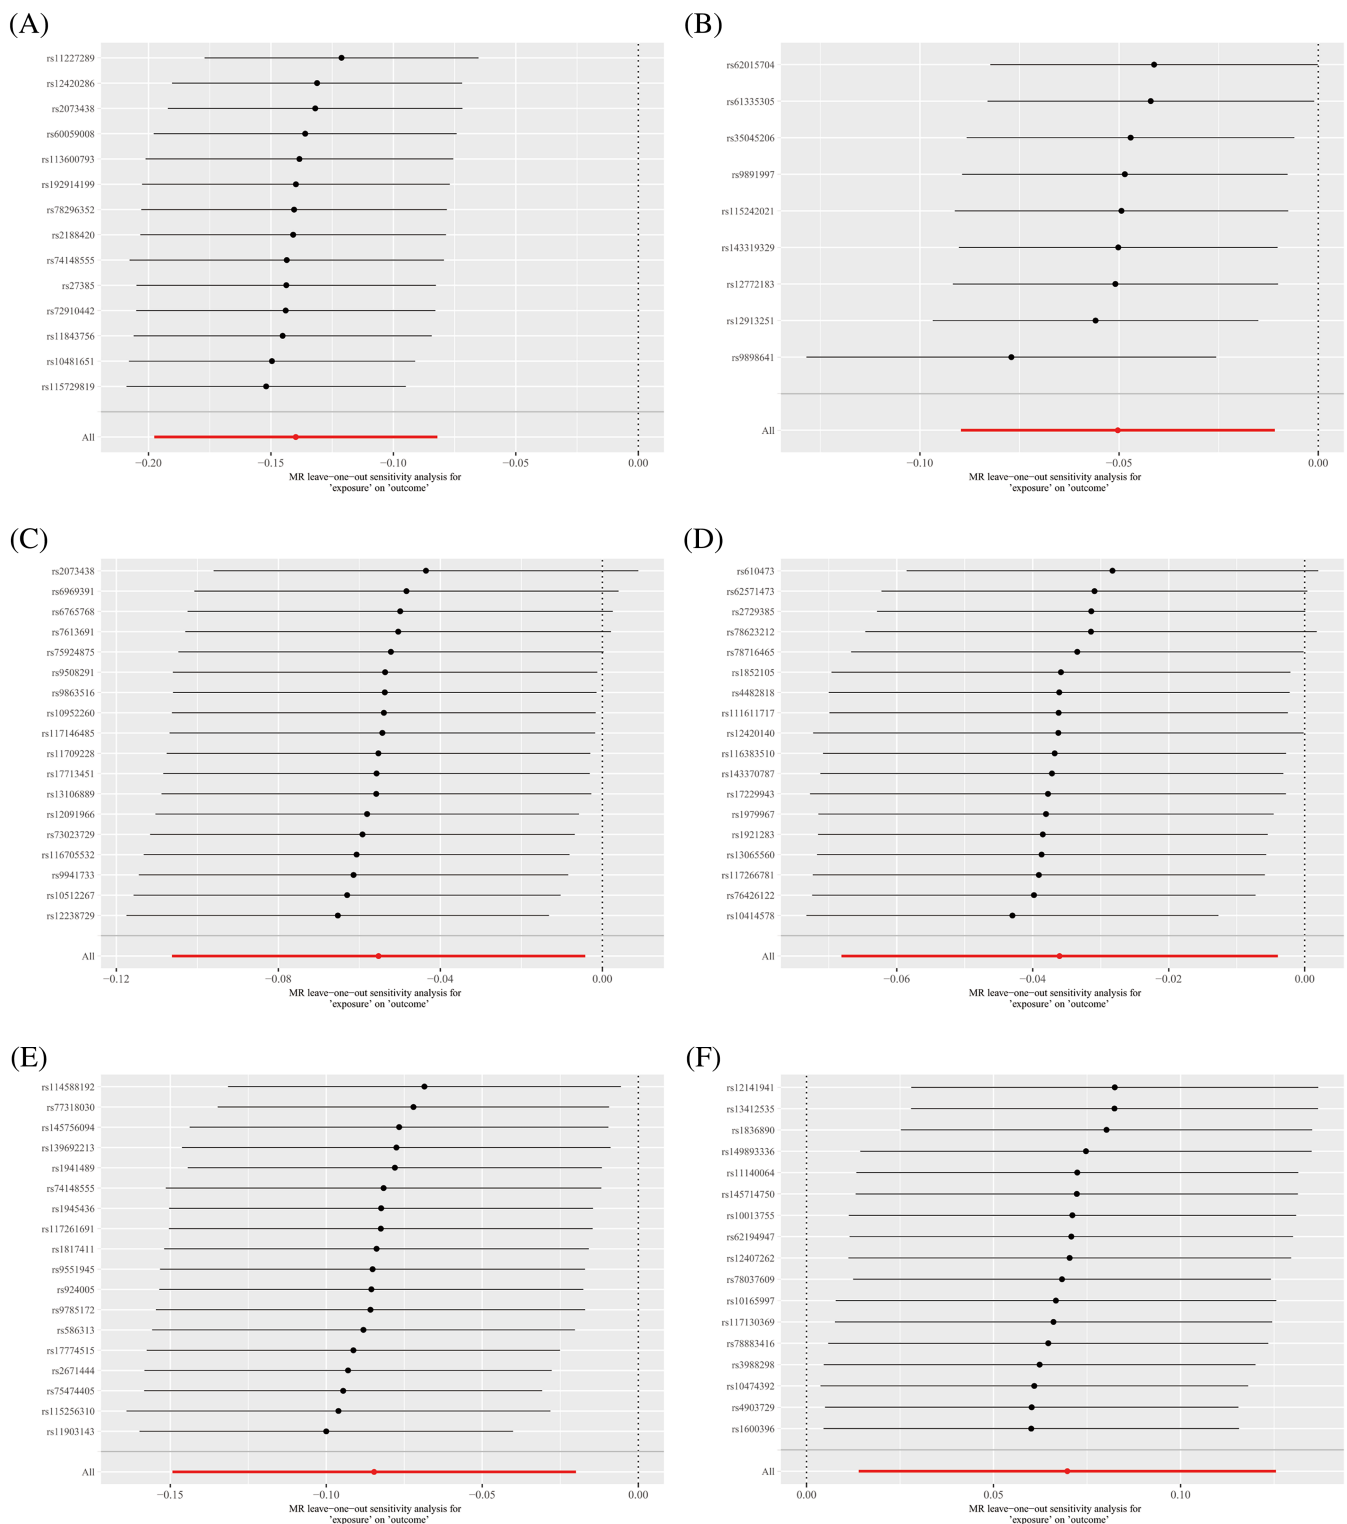 (A)
rs11227289
rs12420286
rs2073438
rs60059008
rs113600793
rs192914199
rs78296352
rs2188420
rs74148555
rs27385
rs72910442
rs11843756
rs10481651
rs115729819
All
−0.20 −0.15 −0.10 −0.05 0.00
MR leave−one−out sensitivity analysis for
'exposure' on 'outcome'
(B)
rs62015704
rs61335305
rs35045206
rs9891997
rs115242021
rs143319329
rs12772183
rs12913251
rs9898641
All
−0.10 −0.05 0.00
MR leave−one−out sensitivity analysis for
'exposure' on 'outcome'
(C)
rs2073438
rs6969391
rs6765768
rs7613691
rs75924875
rs9508291
rs9863516
rs10952260
rs117146485
rs11709228
rs17713451
rs13106889
rs12091966
rs73023729
rs116705532
rs9941733
rs10512267
rs12238729
All
−0.12 −0.08 −0.04 0.00
MR leave−one−out sensitivity analysis for
'exposure' on 'outcome'
(D)
rs610473
rs62571473
rs2729385
rs78623212
rs78716465
rs1852105
rs4482818
rs111611717
rs12420140
rs116383510
rs143370787
rs17229943
rs1979967
rs1921283
rs13065560
rs117266781
rs76426122
rs10414578
All
−0.06 −0.04 −0.02 0.00
MR leave−one−out sensitivity analysis for
'exposure' on 'outcome'
(E)
rs114588192
rs77318030
rs145756094
rs139692213
rs1941489
rs74148555
rs1945436
rs117261691
rs1817411
rs9551945
rs924005
rs9785172
rs586313
rs17774515
rs2671444
rs75474405
rs115256310
rs11903143
All
−0.15 −0.10 −0.05 0.00
MR leave−one−out sensitivity analysis for
'exposure' on 'outcome'
(F)
rs12141941
rs13412535
rs1836890
rs149893336
rs11140064
rs145714750
rs10013755
rs62194947
rs12407262
rs78037609
rs10165997
rs117130369
rs78883416
rs3988298
rs10474392
rs4903729
rs1600396
All
0.00 0.05 0.10
MR leave−one−out sensitivity analysis for
'exposure' on 'outcome'